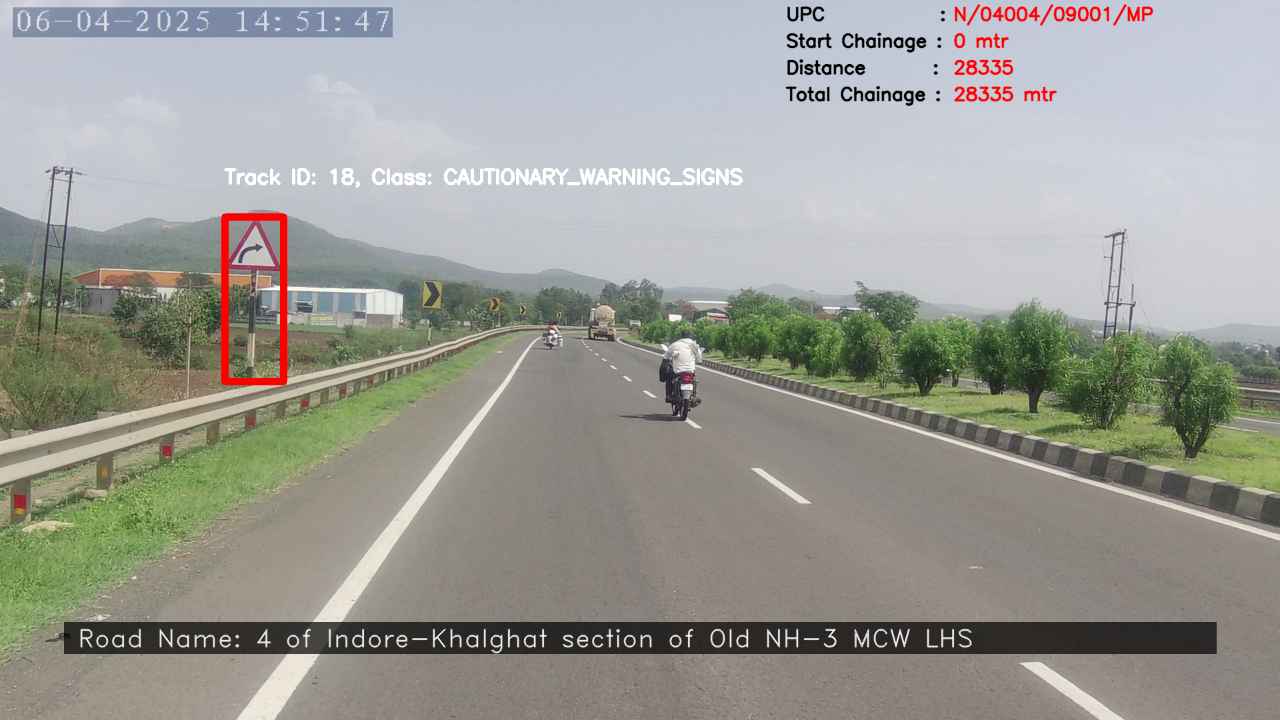 06-04-2025 14:51:47
UPC : N/04004/09001/MP
Start Chainage : 0 mtr
Distance : 28335
Total Chainage : 28335 mtr
Track ID: 18, Class: CAUTIONARY_WARNING_SIGNS
Road Name: 4 of Indore-Khalghat section of Old NH-3 MCW LHS